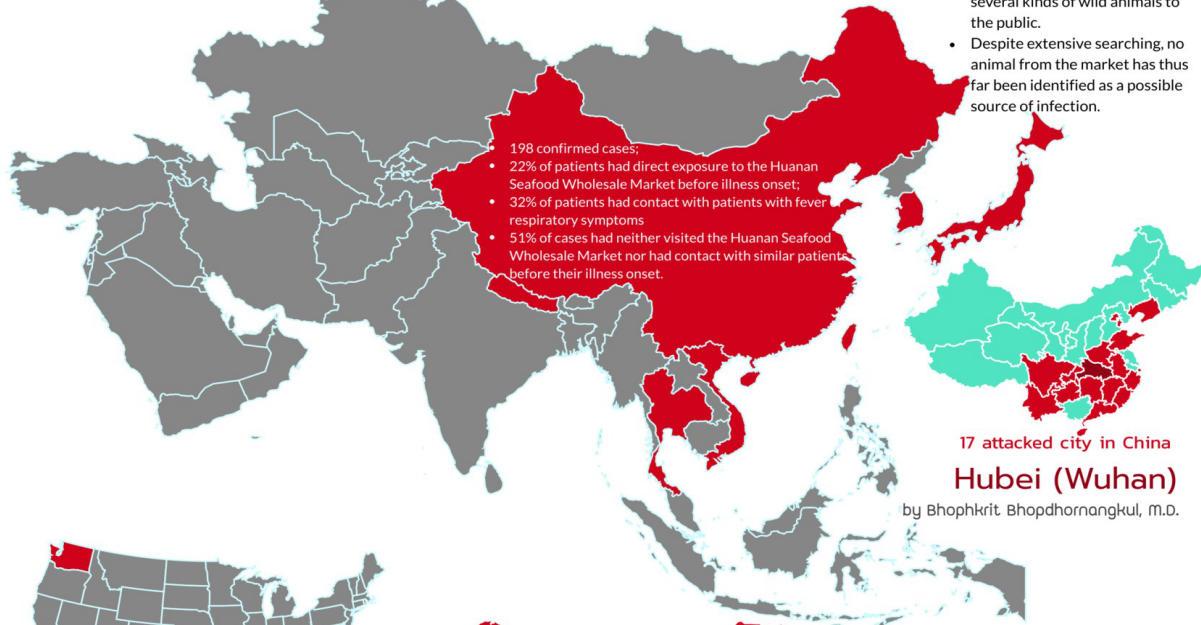 several kinds of wild animals to
the public.
• Despite extensive searching, no
animal from the market has thus
far been identified as a possible
source of infection.
• 198 confirmed cases;
• 22% of patients had direct exposure to the Huanan
Seafood Wholesale Market before illness onset;
• 32% of patients had contact with patients with fever
respiratory symptoms
• 51% of cases had neither visited the Huanan Seafood
Wholesale Market nor had contact with similar patients
before their illness onset.
17 attacked city in China
Hubei (Wuhan)
by Bhophkrit Bhopdhornangkul, M.D.